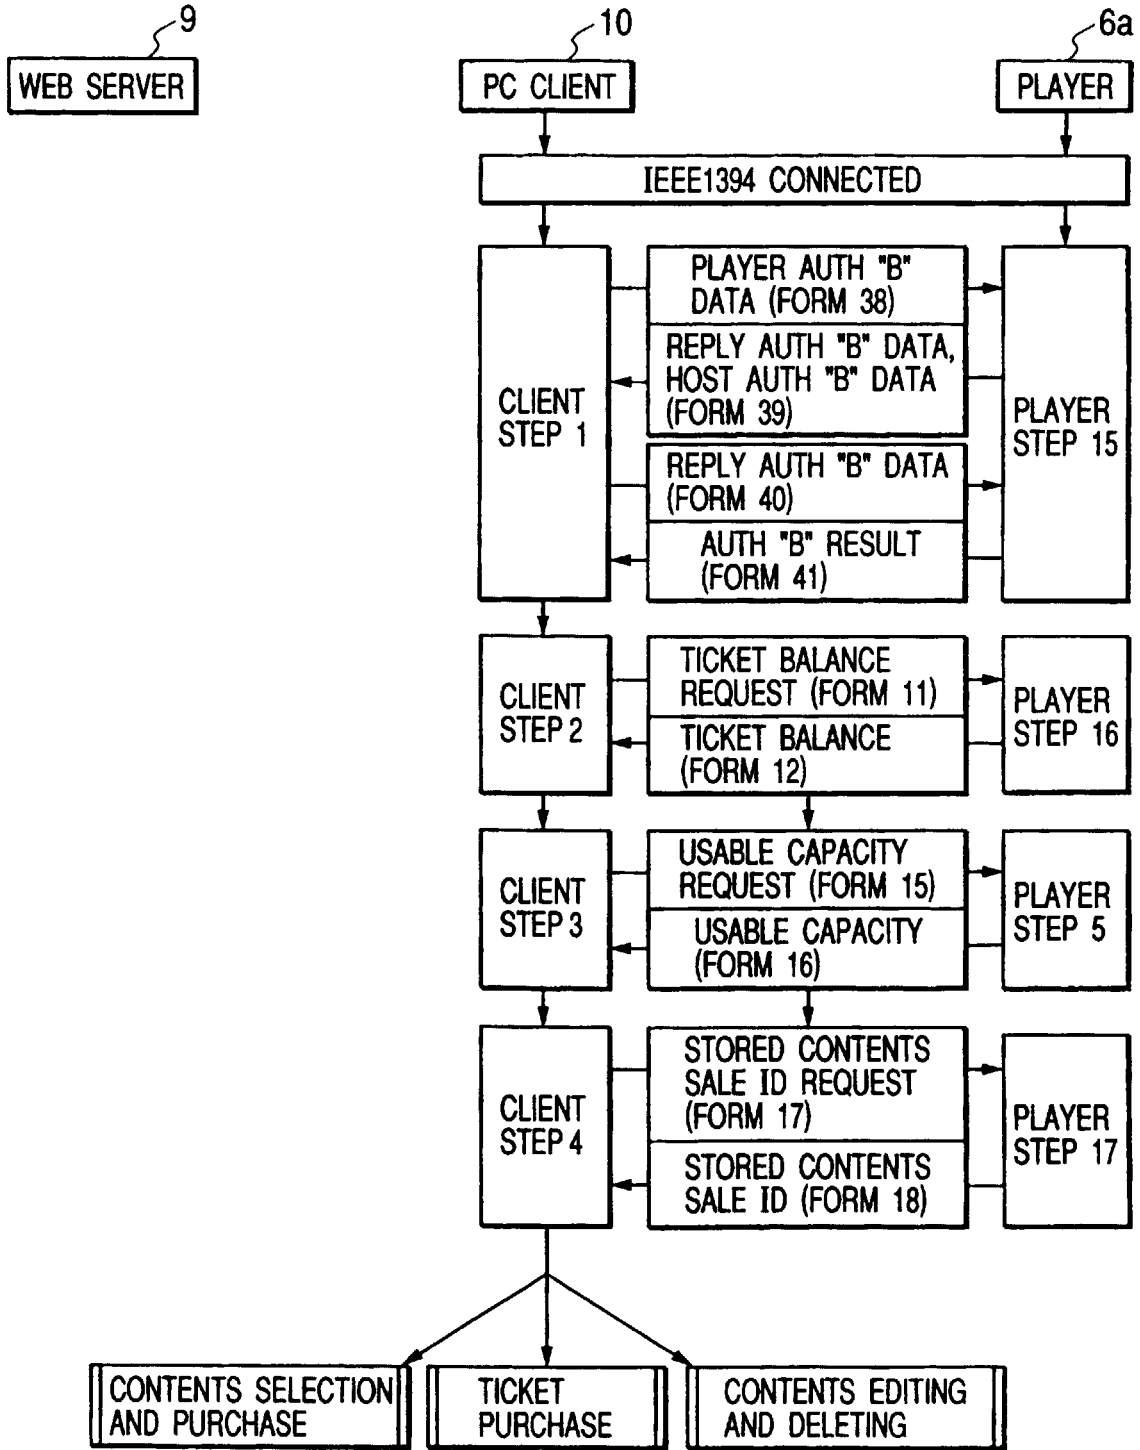 9
10
6a
WEB SERVER
PC CLIENT
PLAYER
IEEE1394 CONNECTED
CLIENT
STEP 1
PLAYER AUTH "B"
DATA (FORM 38)
REPLY AUTH "B" DATA,
HOST AUTH "B" DATA
(FORM 39)
REPLY AUTH "B" DATA
(FORM 40)
AUTH "B" RESULT
(FORM 41)
PLAYER
STEP 15
CLIENT
STEP 2
TICKET BALANCE
REQUEST (FORM 11)
TICKET BALANCE
(FORM 12)
PLAYER
STEP 16
CLIENT
STEP 3
USABLE CAPACITY
REQUEST (FORM 15)
USABLE CAPACITY
(FORM 16)
PLAYER
STEP 5
CLIENT
STEP 4
STORED CONTENTS
SALE ID REQUEST
(FORM 17)
STORED CONTENTS
SALE ID (FORM 18)
PLAYER
STEP 17
CONTENTS SELECTION
AND PURCHASE
TICKET
PURCHASE
CONTENTS EDITING
AND DELETING